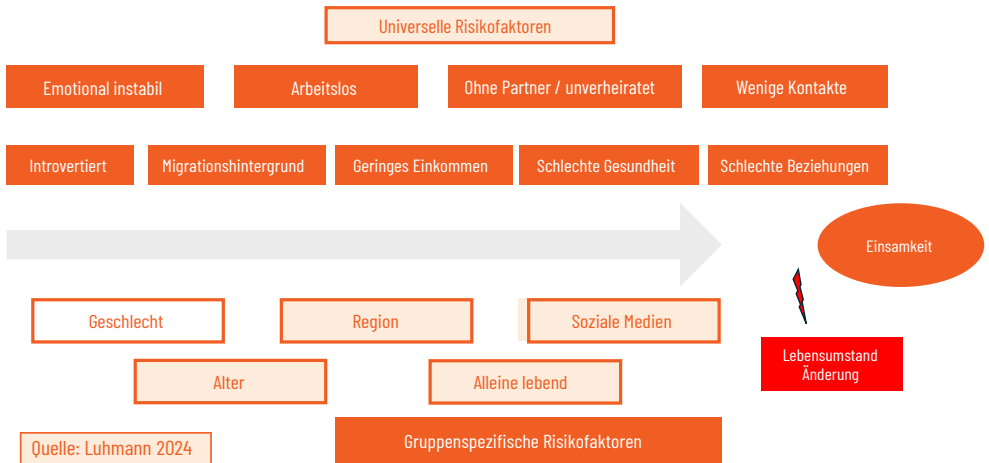 Universelle Risikofaktoren
Emotional instabil
Arbeitslos
Ohne Partner / unverheiratet
Wenige Kontakte
Introvertiert
Migrationshintergrund
Geringes Einkommen
Schlechte Gesundheit
Schlechte Beziehungen
Einsamkeit
Geschlecht
Region
Soziale Medien
Lebensumstand
Änderung
Alter
Alleine lebend
Gruppenspezifische Risikofaktoren
Quelle: Luhmann 2024